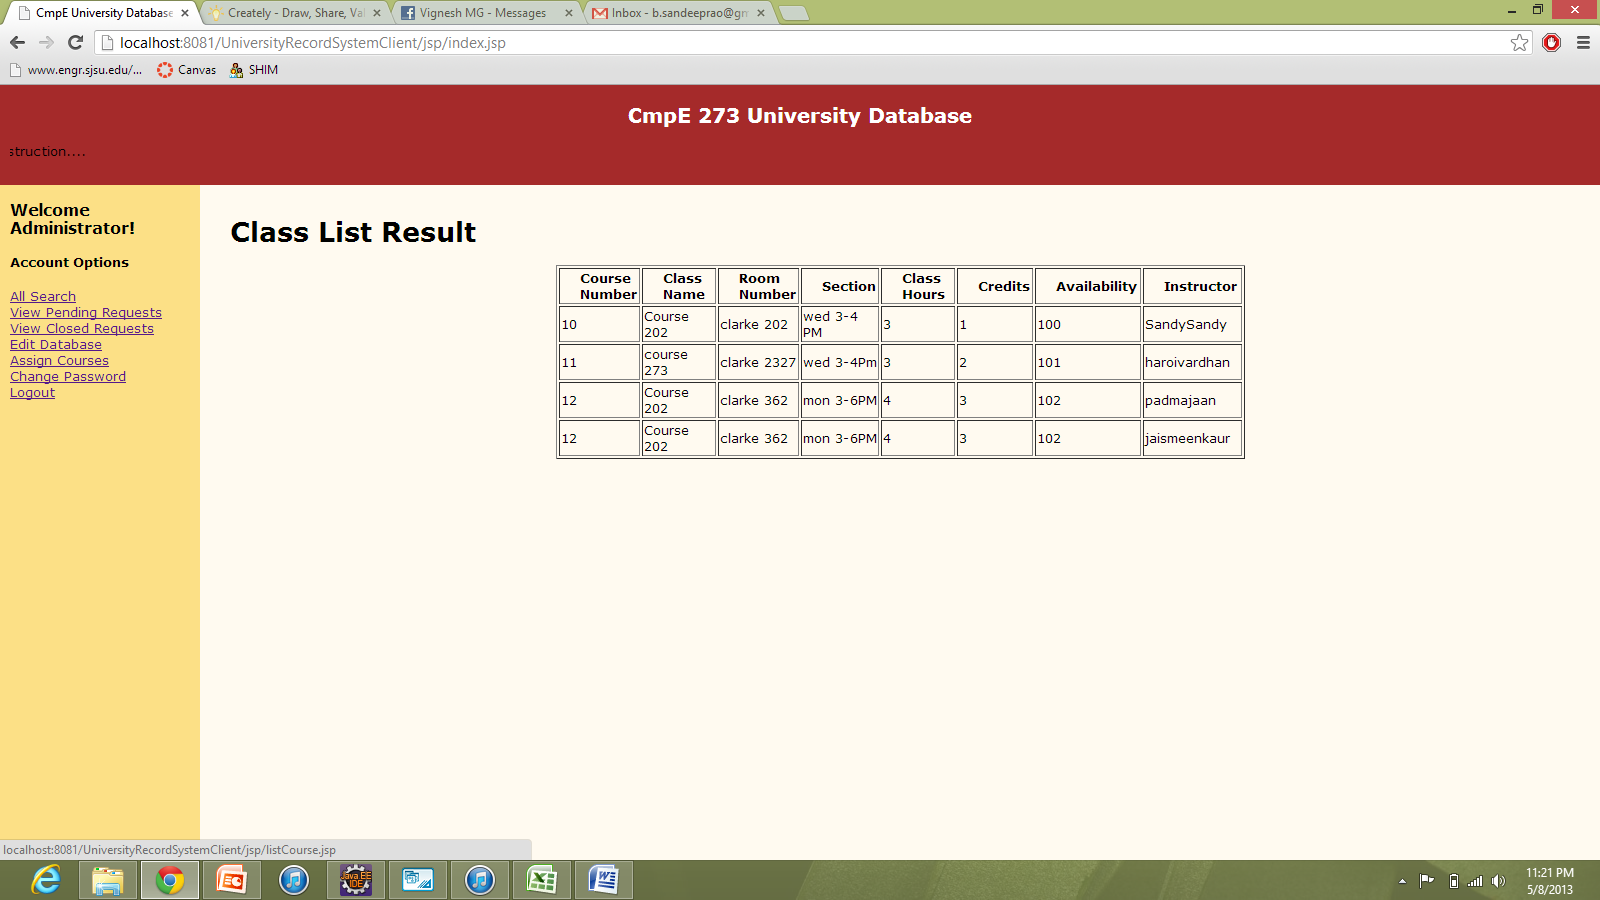 CmpE University Database
Creately - Draw, Share, Val
Vignesh MG - Messages
Inbox - b.sandeeprao@gm
localhost:8081/UniversityRecordSystemClient/jsp/index.jsp
www.engr.sjsu.edu/...
Canvas
SHIM
CmpE 273 University Database
struction....
Welcome
Administrator!
Account Options
All Search
View Pending Requests
View Closed Requests
Edit Database
Assign Courses
Change Password
Logout
Class List Result
Course Number Class Name Room Number Section Class Hours Credits Availability Instructor
10 Course 202 clarke 202 wed 3-4 PM 3 1 100 SandySandy
11 course 273 clarke 2327 wed 3-4Pm 3 2 101 haroivardhan
12 Course 202 clarke 362 mon 3-6PM 4 3 102 padmajaan
12 Course 202 clarke 362 mon 3-6PM 4 3 102 jaismeenkaur
localhost:8081/UniversityRecordSystemClient/jsp/listCourse.jsp
Java EE
IDE
11:21 PM
5/8/2013